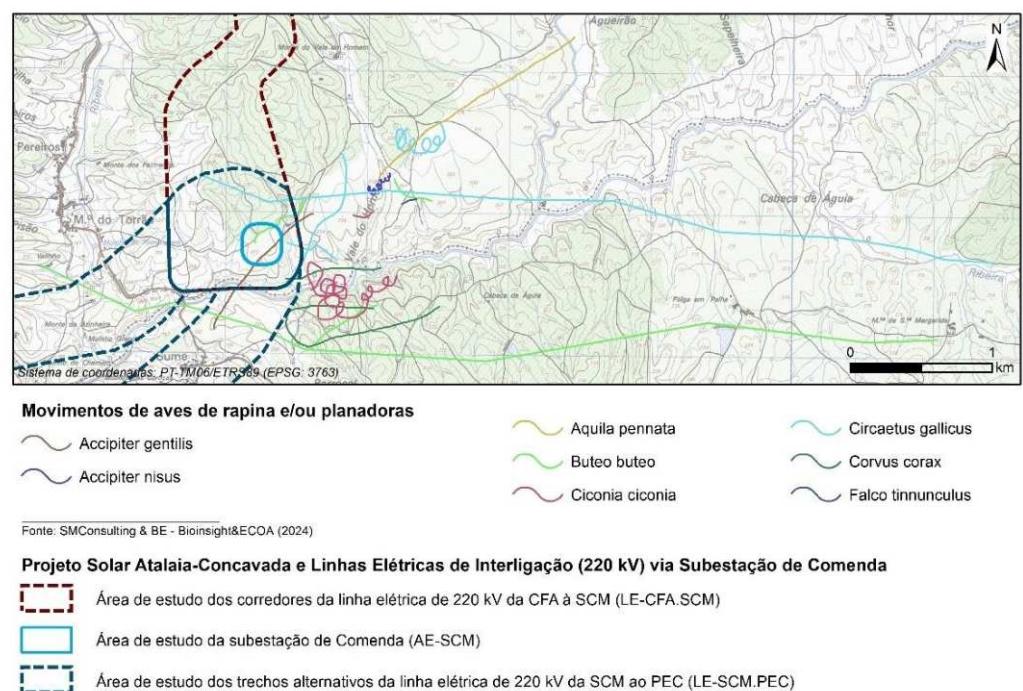 Agueirão
N
Monte do Vale do Homem
Ribeira
Pereiros
Monte dos Palheiros
M.te do Torrão
Cabeça de Águia
Vale do
Ribeira
Cabeça de Águia
Folga em Palha
M.te de S.ta Margarida
Monte da Azinheira
Sume
0 1
km
Sistema de coordenadas: PT-TM06/ETRS89 (EPSG: 3763)
Movimentos de aves de rapina e/ou planadoras
Accipiter gentilis
Accipiter nisus
Aquila pennata
Buteo buteo
Ciconia ciconia
Circaetus gallicus
Corvus corax
Falco tinnunculus
Fonte: SMConsulting & BE - Bioinsight&ECOA (2024)
Projeto Solar Atalaia-Concavada e Linhas Elétricas de Interligação (220 kV) via Subestação de Comenda
Área de estudo dos corredores da linha elétrica de 220 kV da CFA à SCM (LE-CFA.SCM)
Área de estudo da subestação de Comenda (AE-SCM)
Área de estudo dos trechos alternativos da linha elétrica de 220 kV da SCM ao PEC (LE-SCM.PEC)